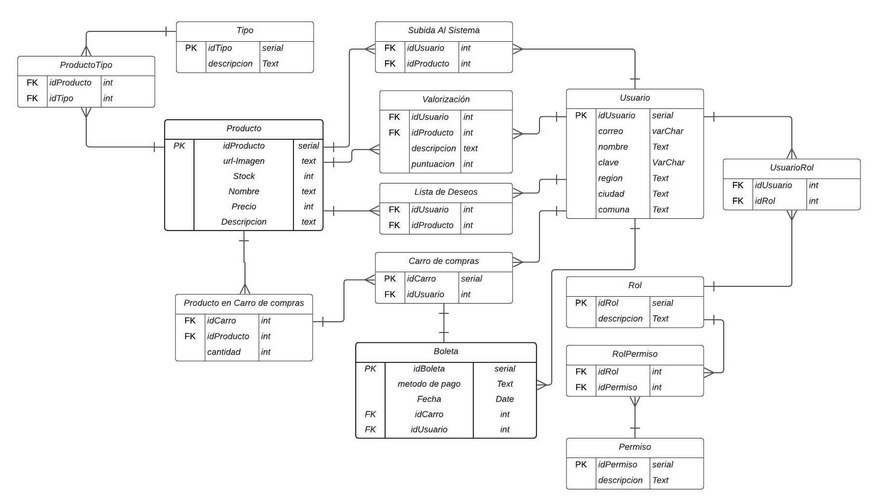 Tipo
PK idTipo serial
descripcion Text
ProductoTipo
FK idProducto int
FK idTipo int
Subida Al Sistema
FK idUsuario int
FK idProducto int
Valorización
FK idUsuario int
FK idProducto int
descripcion text
puntuacion int
Usuario
PK idUsuario serial
correo varChar
nombre Text
clave VarChar
region Text
ciudad Text
comuna Text
Producto
PK idProducto serial
url-Imagen text
Stock int
Nombre text
Precio int
Descripcion text
UsuarioRol
FK idUsuario int
FK idRol int
Lista de Deseos
FK idUsuario int
FK idProducto int
Carro de compras
PK idCarro serial
FK idUsuario int
Rol
PK idRol serial
descripcion Text
Producto en Carro de compras
FK idCarro int
FK idProducto int
cantidad int
Boleta
PK idBoleta serial
metodo de pago Text
Fecha Date
FK idCarro int
FK idUsuario int
RolPermiso
FK idRol int
FK idPermiso int
Permiso
PK idPermiso serial
descripcion Text